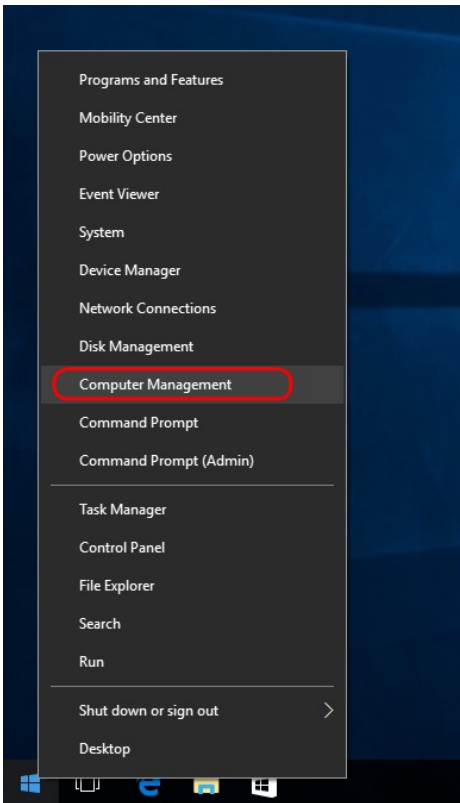 Programs and Features
Mobility Center
Power Options
Event Viewer
System
Device Manager
Network Connections
Disk Management
Computer Management
Command Prompt
Command Prompt (Admin)
Task Manager
Control Panel
File Explorer
Search
Run
Shut down or sign out
Desktop